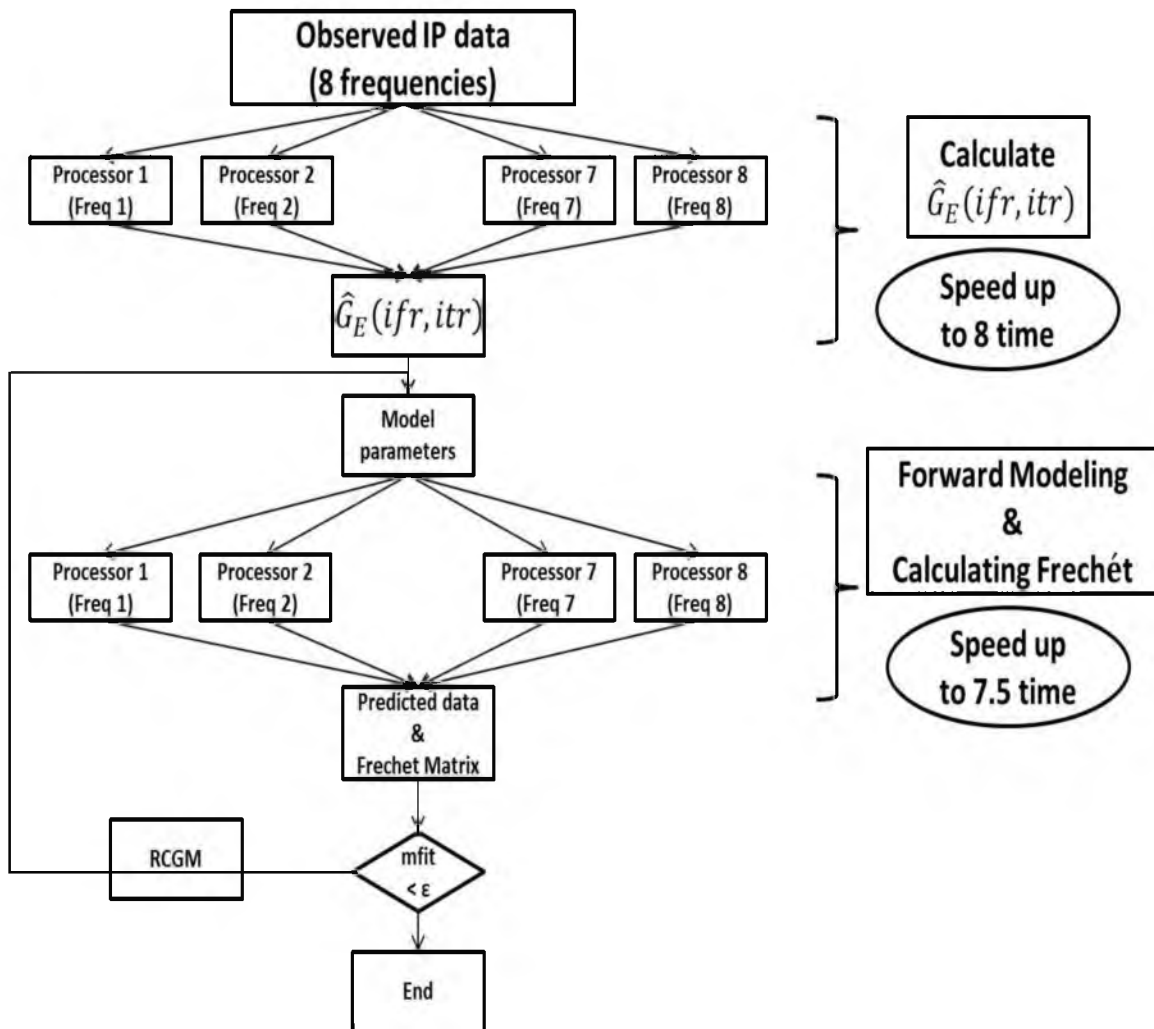 Observed IP data
(8 frequencies)
Processor 1
(Freq 1)
Processor 2
(Freq 2)
Processor 7
(Freq 7)
Processor 8
(Freq 8)
Calculate
Ĝ_E(ifr, itr)
Speed up
to 8 time
Ĝ_E(ifr, itr)
Model
parameters
Processor 1
(Freq 1)
Processor 2
(Freq 2)
Processor 7
(Freq 7
Processor 8
(Freq 8)
Forward Modeling
&
Calculating Frechét
Speed up
to 7.5 time
Predicted data
&
Frechet Matrix
RCGM
mfit
< ε
End